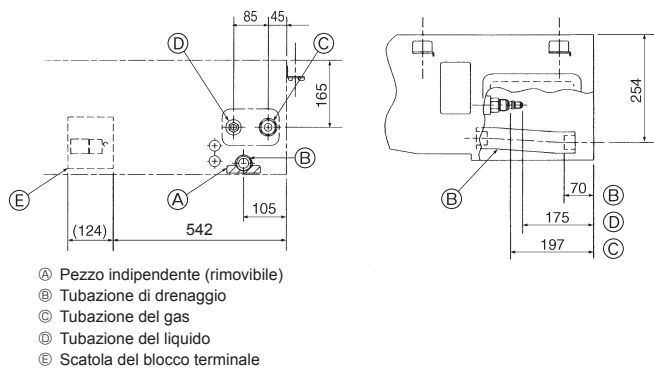 85 45
Ⓓ Ⓒ
165
254
Ⓑ
Ⓐ
Ⓔ
105
(124) 542
Ⓑ
70 Ⓑ
175 Ⓓ
197 Ⓒ
Ⓐ Pezzo indipendente (rimovibile)
Ⓑ Tubazione di drenaggio
Ⓒ Tubazione del gas
Ⓓ Tubazione del liquido
Ⓔ Scatola del blocco terminale